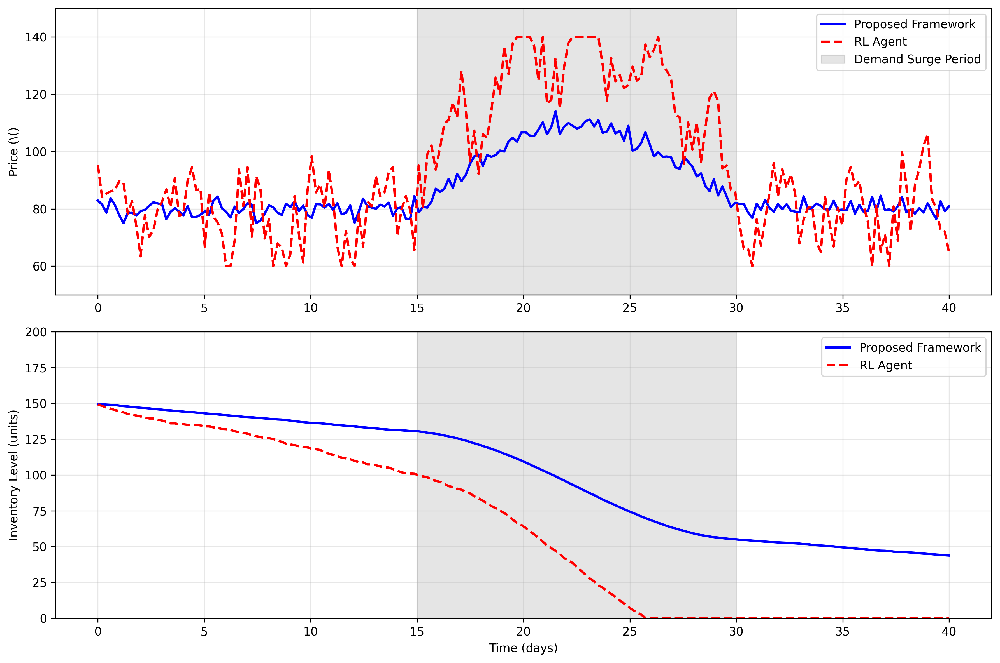 Price (\()
140
120
100
80
60
Proposed Framework
RL Agent
Demand Surge Period
0 5 10 15 20 25 30 35 40
Inventory Level (units)
200
175
150
125
100
75
50
25
0
Proposed Framework
RL Agent
0 5 10 15 20 25 30 35 40
Time (days)